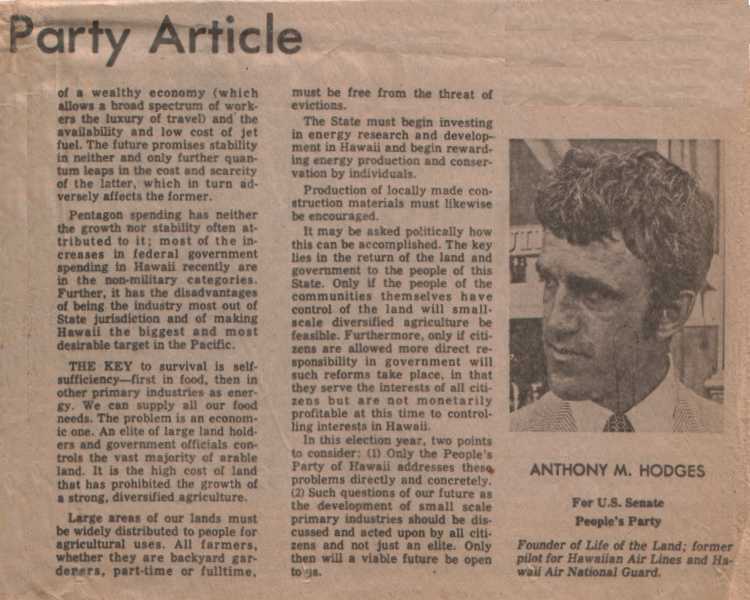 Party Article
of a wealthy economy (which
allows a broad spectrum of work-
ers the luxury of travel) and the
availability and low cost of jet
fuel. The future promises stability
in neither and only further quan-
tum leaps in the cost and scarcity
of the latter, which in turn ad-
versely affects the former.
Pentagon spending has neither
the growth nor stability often at-
tributed to it; most of the in-
creases in federal government
spending in Hawaii recently are
in the non-military categories.
Further, it has the disadvantages
of being the industry most out of
State jurisdiction and of making
Hawaii the biggest and most
desirable target in the Pacific.
THE KEY to survival is self-
sufficiency—first in food, then in
other primary industries as ener-
gy. We can supply all our food
needs. The problem is an econom-
ic one. An elite of large land hold-
ers and government officials con-
trols the vast majority of arable
land. It is the high cost of land
that has prohibited the growth of
a strong, diversified agriculture.
Large areas of our lands must
be widely distributed to people for
agricultural uses. All farmers,
whether they are backyard gar-
deners, part-time or fulltime,
must be free from the threat of
evictions.
The State must begin investing
in energy research and develop-
ment in Hawaii and begin reward-
ing energy production and conser-
vation by individuals.
Production of locally made con-
struction materials must likewise
be encouraged.
It may be asked politically how
this can be accomplished. The key
lies in the return of the land and
government to the people of this
State. Only if the people of the
communities themselves have
control of the land will small-
scale diversified agriculture be
feasible. Furthermore, only if citi-
zens are allowed more direct re-
sponsibility in government will
such reforms take place, in that
they serve the interests of all citi-
zens but are not monetarily
profitable at this time to control-
ling interests in Hawaii.
In this election year, two points
to consider: (1) Only the People's
Party of Hawaii addresses these
problems directly and concretely.
(2) Such questions of our future as
the development of small scale
primary industries should be dis-
cussed and acted upon by all citi-
zens and not just an elite. Only
then will a viable future be open
to us.
ANTHONY M. HODGES
For U.S. Senate
People's Party
Founder of Life of the Land; former
pilot for Hawaiian Air Lines and Ha-
waii Air National Guard.